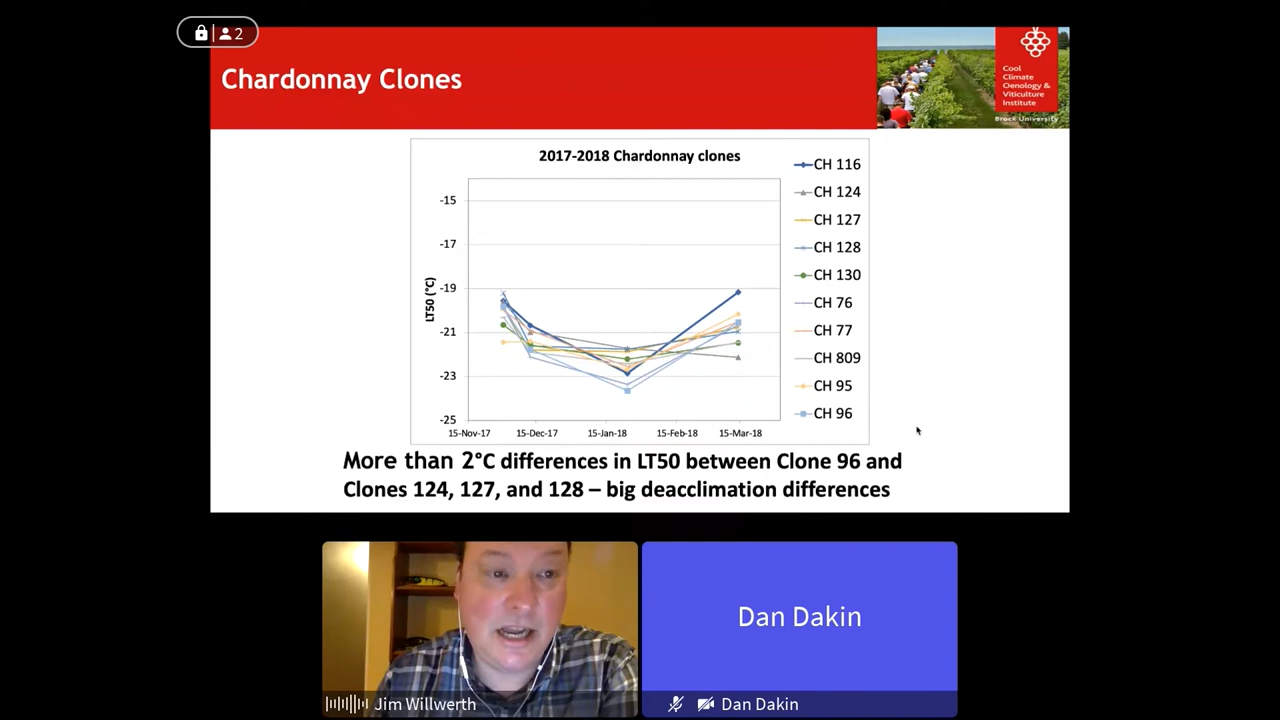 2
Chardonnay Clones
Cool
Climate
Oenology &
Viticulture
Institute
Brock University
2017-2018 Chardonnay clones
LT50 (°C)
-15
-17
-19
-21
-23
-25
15-Nov-17
15-Dec-17
15-Jan-18
15-Feb-18
15-Mar-18
CH 116
CH 124
CH 127
CH 128
CH 130
CH 76
CH 77
CH 809
CH 95
CH 96
More than 2°C differences in LT50 between Clone 96 and
Clones 124, 127, and 128 – big deacclimation differences
Dan Dakin
Jim Willwerth
Dan Dakin